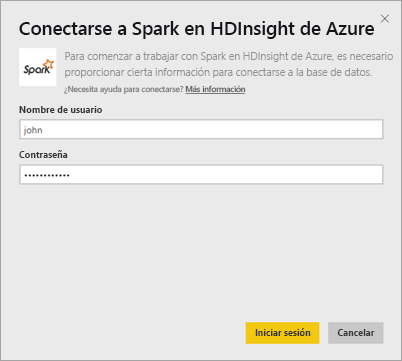 Conectarse a Spark en HDInsight de Azure
Spark
Para comenzar a trabajar con Spark en HDInsight de Azure, es necesario
proporcionar cierta información para conectarse a la base de datos.
¿Necesita ayuda para conectarse? Más información
Nombre de usuario
john
Contraseña
••••••••••••
Iniciar sesión Cancelar